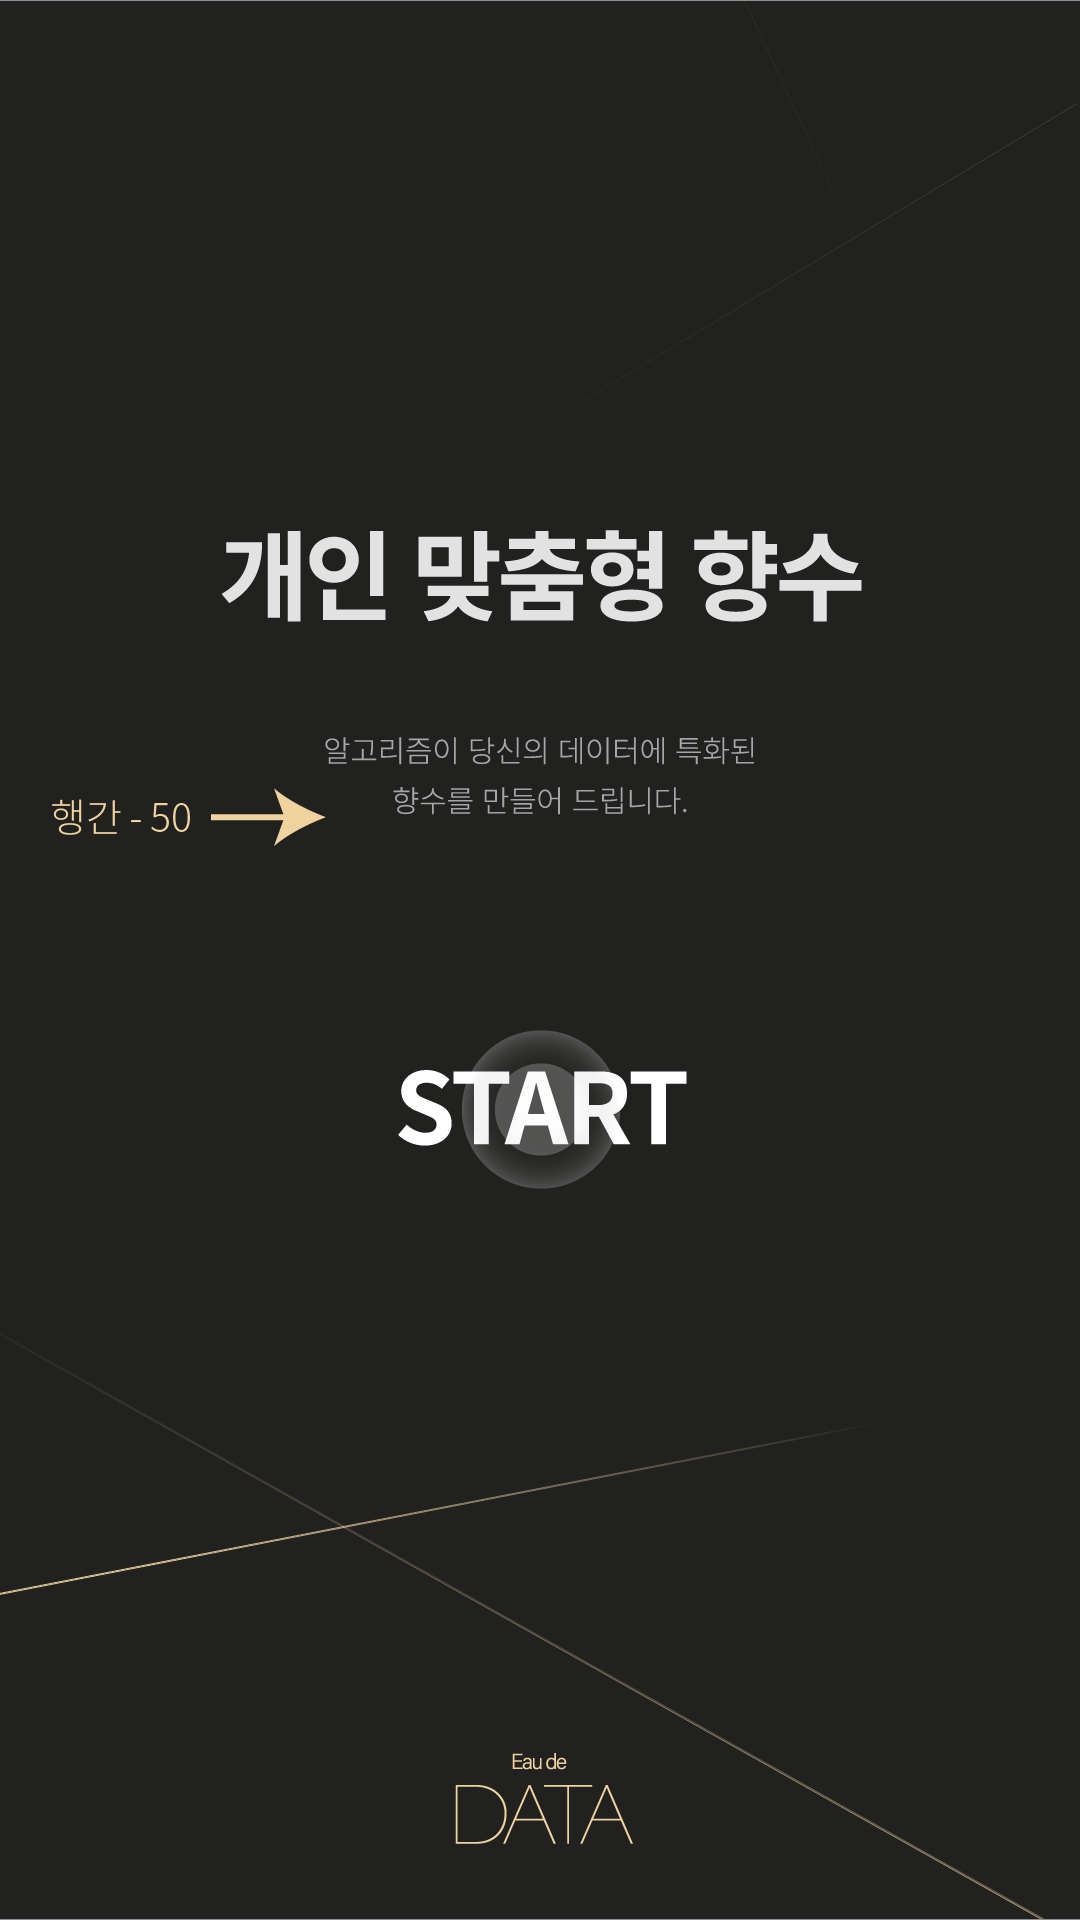 개인 맞춤형 향수
알고리즘이 당신의 데이터에 특화된
향수를 만들어 드립니다.
행간 - 50
START
Eau de
DATA